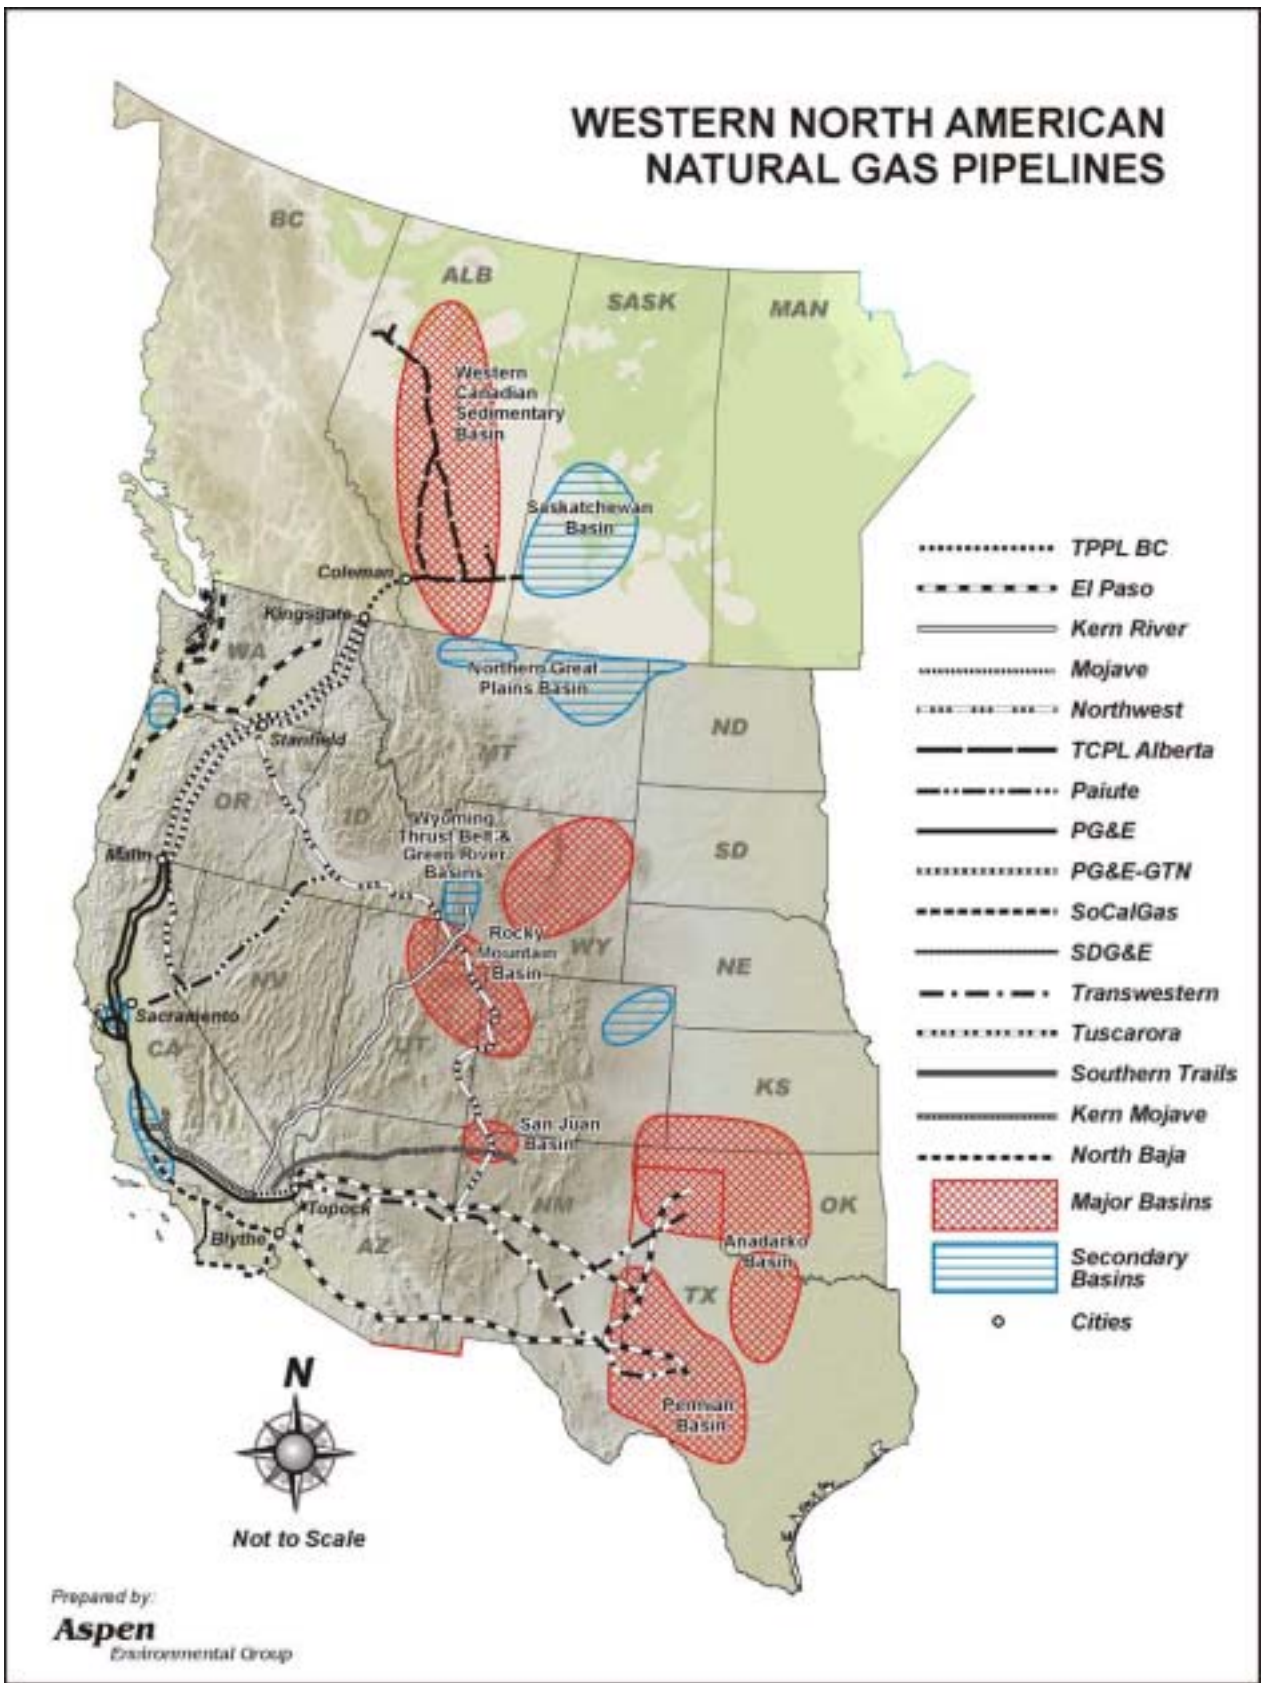 WESTERN NORTH AMERICAN
NATURAL GAS PIPELINES
BC
ALB
SASK
MAN
Western
Canadian
Sedimentary
Basin
Saskatchewan
Basin
Coleman
Kingsgate
WA
Northern Great
Plains Basin
Stanfield
MT
ND
OR
ID
Wyoming
Thrust Belt &
Green River
Basins
SD
Malin
Rocky
Mountain
Basin
WY
NE
NV
Sacramento
CA
UT
KS
San Juan
Basin
NM
OK
Topock
Blythe
AZ
Anadarko
Basin
TX
Permian
Basin
TPPL BC
El Paso
Kern River
Mojave
Northwest
TCPL Alberta
Paiute
PG&E
PG&E-GTN
SoCalGas
SDG&E
Transwestern
Tuscarora
Southern Trails
Kern Mojave
North Baja
Major Basins
Secondary
Basins
Cities
N
Not to Scale
Prepared by:
Aspen
Environmental Group